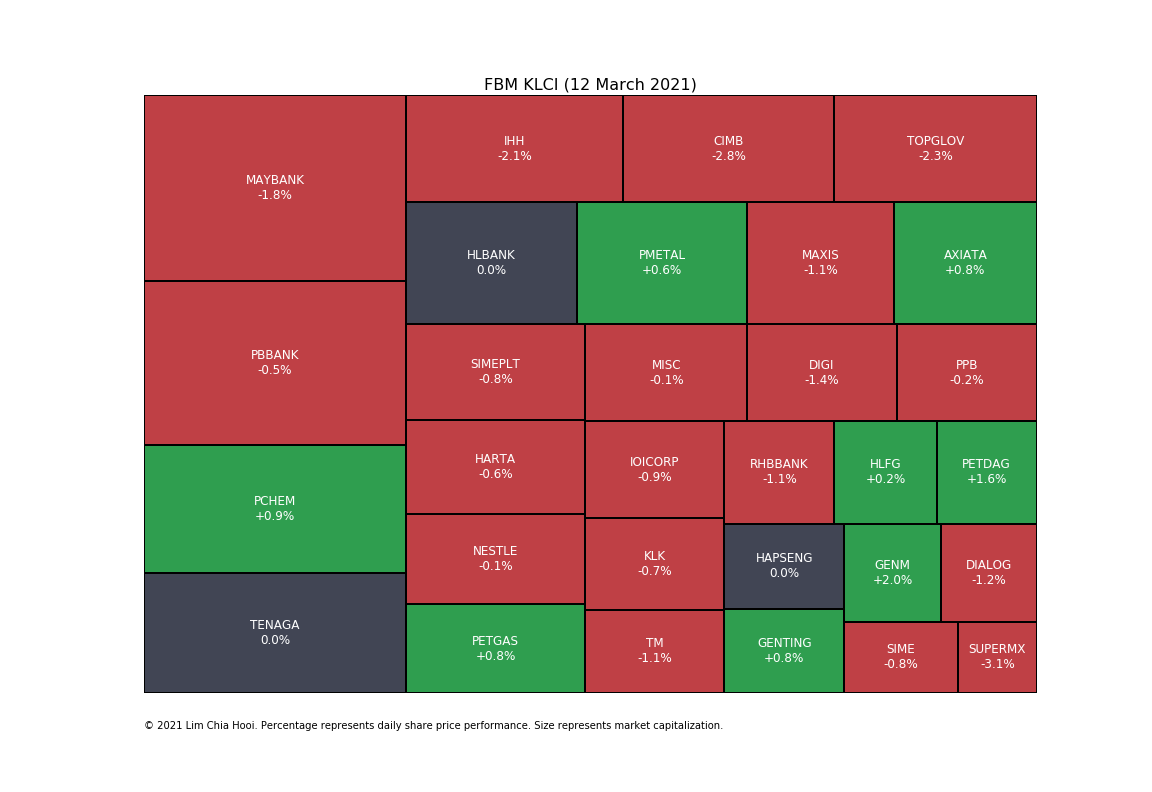 FBM KLCI (12 March 2021)
MAYBANK
-1.8%
IHH
-2.1%
CIMB
-2.8%
TOPGLOV
-2.3%
HLBANK
0.0%
PMETAL
+0.6%
MAXIS
-1.1%
AXIATA
+0.8%
PBBANK
-0.5%
SIMEPLT
-0.8%
MISC
-0.1%
DIGI
-1.4%
PPB
-0.2%
HARTA
-0.6%
IOICORP
-0.9%
RHBBANK
-1.1%
HLFG
+0.2%
PETDAG
+1.6%
PCHEM
+0.9%
NESTLE
-0.1%
KLK
-0.7%
HAPSENG
0.0%
GENM
+2.0%
DIALOG
-1.2%
TENAGA
0.0%
PETGAS
+0.8%
TM
-1.1%
GENTING
+0.8%
SIME
-0.8%
SUPERMX
-3.1%
© 2021 Lim Chia Hooi. Percentage represents daily share price performance. Size represents market capitalization.